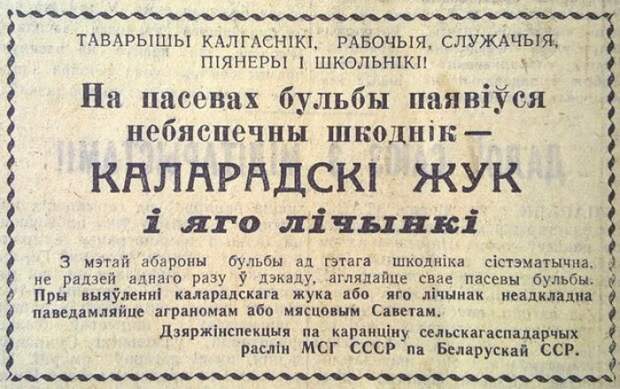 ТАВАРЫШЫ КАЛГАСНІКІ, РАБОЧЫЯ, СЛУЖАЧЫЯ,
ПІЯНЕРЫ І ШКОЛЬНІКІ!
На пасевах бульбы паявіўся
небяспечны шкоднік —
КАЛАРАДСКІ ЖУК
і яго лічынкі
З мэтай абароны бульбы ад гэтага шкодніка сістэматычна,
не радзей аднаго разу ў дэкаду, аглядайце свае пасевы бульбы.
Пры выяўленні каларадскага жука або яго лічынак неадкладна
паведамляйце аграномам або мясцовым Саветам.
Дзяржінспекцыя па каранціну сельскагаспадарчых
раслін МСГ СССР па Беларускай ССР.